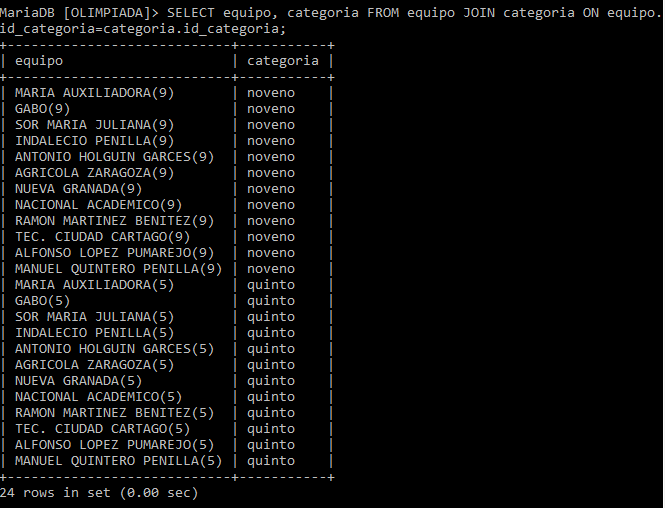 MariaDB [OLIMPIADA]> SELECT equipo, categoria FROM equipo JOIN categoria ON equipo.
id_categoria=categoria.id_categoria;
+----------------------------+-----------+
| equipo                     | categoria |
+----------------------------+-----------+
| MARIA AUXILIADORA(9)       | noveno    |
| GABO(9)                    | noveno    |
| SOR MARIA JULIANA(9)       | noveno    |
| INDALECIO PENILLA(9)       | noveno    |
| ANTONIO HOLGUIN GARCES(9)  | noveno    |
| AGRICOLA ZARAGOZA(9)       | noveno    |
| NUEVA GRANADA(9)           | noveno    |
| NACIONAL ACADEMICO(9)      | noveno    |
| RAMON MARTINEZ BENITEZ(9)  | noveno    |
| TEC. CIUDAD CARTAGO(9)     | noveno    |
| ALFONSO LOPEZ PUMAREJO(9)  | noveno    |
| MANUEL QUINTERO PENILLA(9) | noveno    |
| MARIA AUXILIADORA(5)       | quinto    |
| GABO(5)                    | quinto    |
| SOR MARIA JULIANA(5)       | quinto    |
| INDALECIO PENILLA(5)       | quinto    |
| ANTONIO HOLGUIN GARCES(5)  | quinto    |
| AGRICOLA ZARAGOZA(5)       | quinto    |
| NUEVA GRANADA(5)           | quinto    |
| NACIONAL ACADEMICO(5)      | quinto    |
| RAMON MARTINEZ BENITEZ(5)  | quinto    |
| TEC. CIUDAD CARTAGO(5)     | quinto    |
| ALFONSO LOPEZ PUMAREJO(5)  | quinto    |
| MANUEL QUINTERO PENILLA(5) | quinto    |
+----------------------------+-----------+
24 rows in set (0.00 sec)